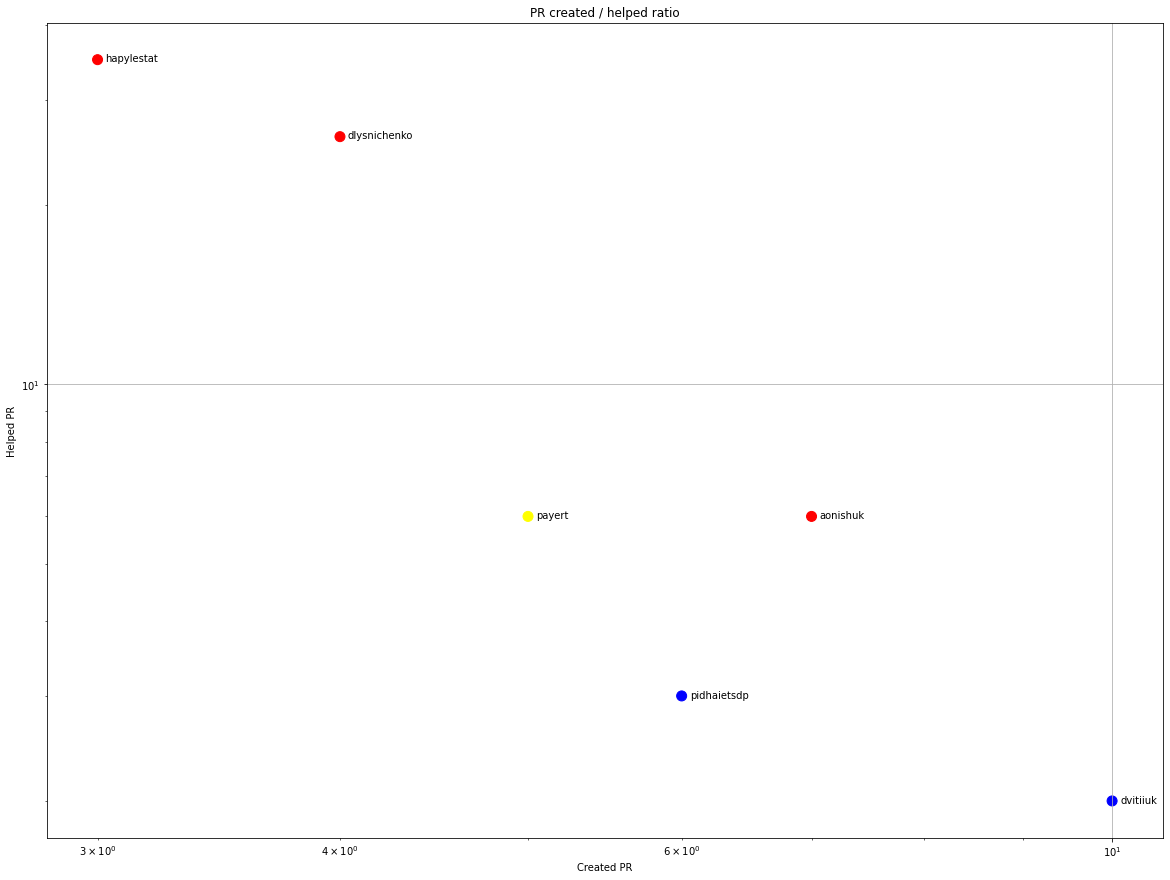 PR created / helped ratio
hapylestat
dlysnichenko
10¹
Helped PR
payert
aonishuk
pidhaietsdp
dvitiiuk
3 × 10⁰
4 × 10⁰
6 × 10⁰
10¹
Created PR